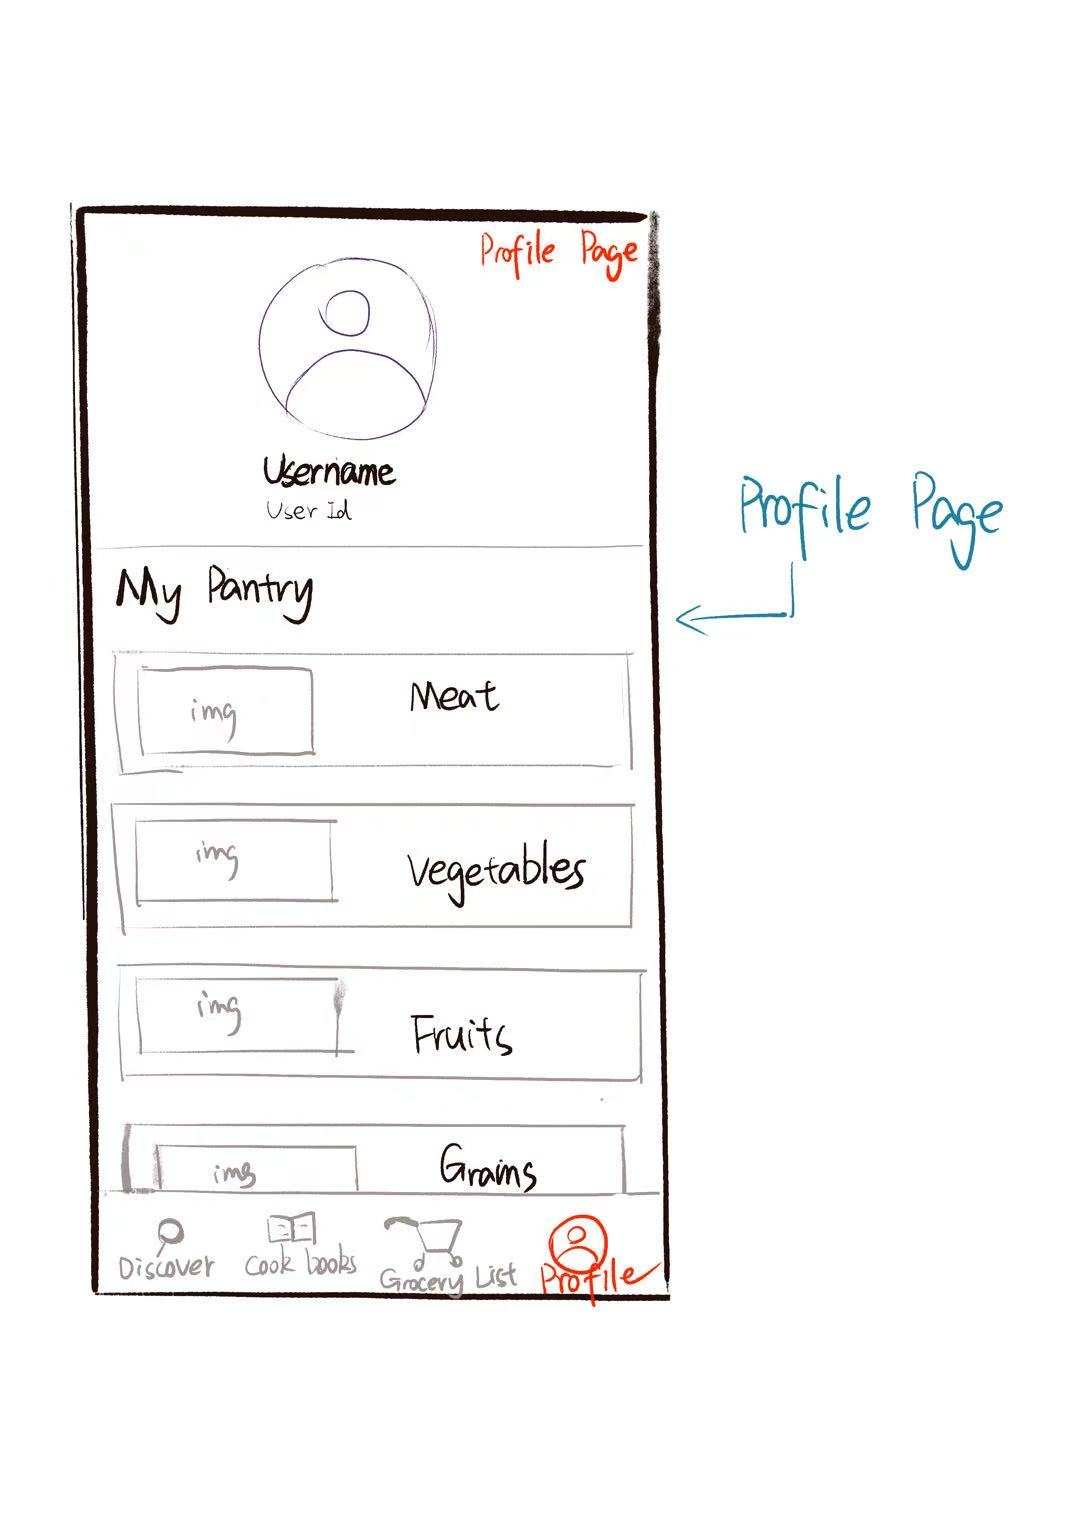 Profile Page
Username
User Id
Profile Page
My Pantry
img
Meat
img
Vegetables
img
Fruits
img
Grains
Discover
Cook books
Grocery List
Profile